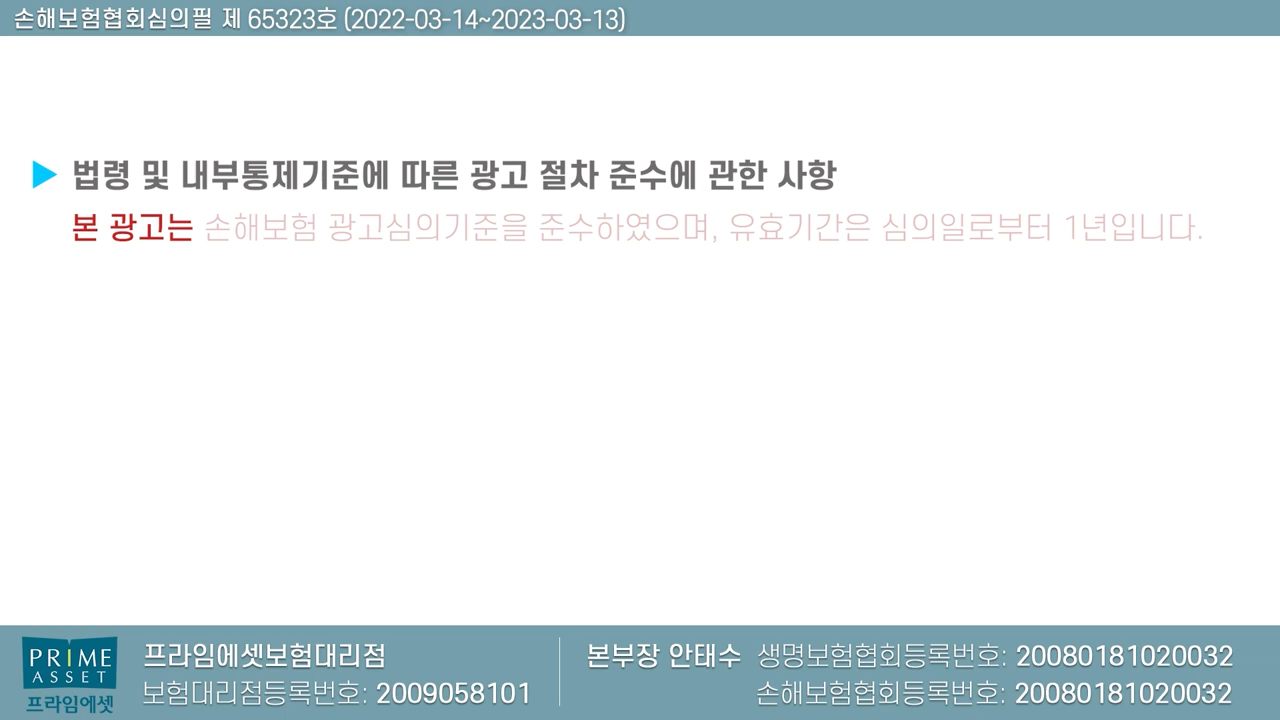 손해보험협회심의필 제 65323호 (2022-03-14~2023-03-13)
▶ 법령 및 내부통제기준에 따른 광고 절차 준수에 관한 사항
본 광고는 손해보험 광고심의기준을 준수하였으며, 유효기간은 심의일로부터 1년입니다.
PRIME
ASSET
프라임에셋
프라임에셋보험대리점
보험대리점등록번호: 2009058101
본부장 안태수 생명보험협회등록번호: 20080181020032
손해보험협회등록번호: 20080181020032